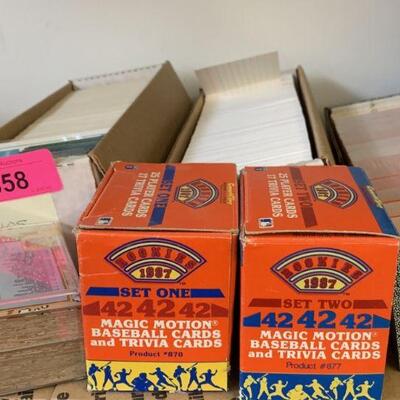 58
SET ONE
25 PLAYER CARDS
17 TRIVIA CARDS
ROOKIES
1987
SET ONE
42 42 42
MAGIC MOTION®
BASEBALL CARDS
and TRIVIA CARDS
Product #870
SET TWO
25 PLAYER CARDS
17 TRIVIA CARDS
ROOKIES
1987
SET TWO
42 42 42
MAGIC MOTION®
BASEBALL CARDS
and TRIVIA CARDS
Product #877